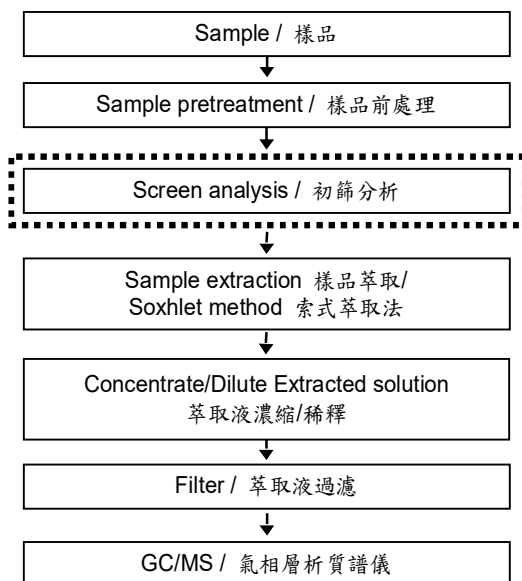 Sample / 樣品
Sample pretreatment / 樣品前處理
Screen analysis / 初篩分析
Sample extraction 樣品萃取/
Soxhlet method 索式萃取法
Concentrate/Dilute Extracted solution
萃取液濃縮/稀釋
Filter / 萃取液過濾
GC/MS / 氣相層析質譜儀